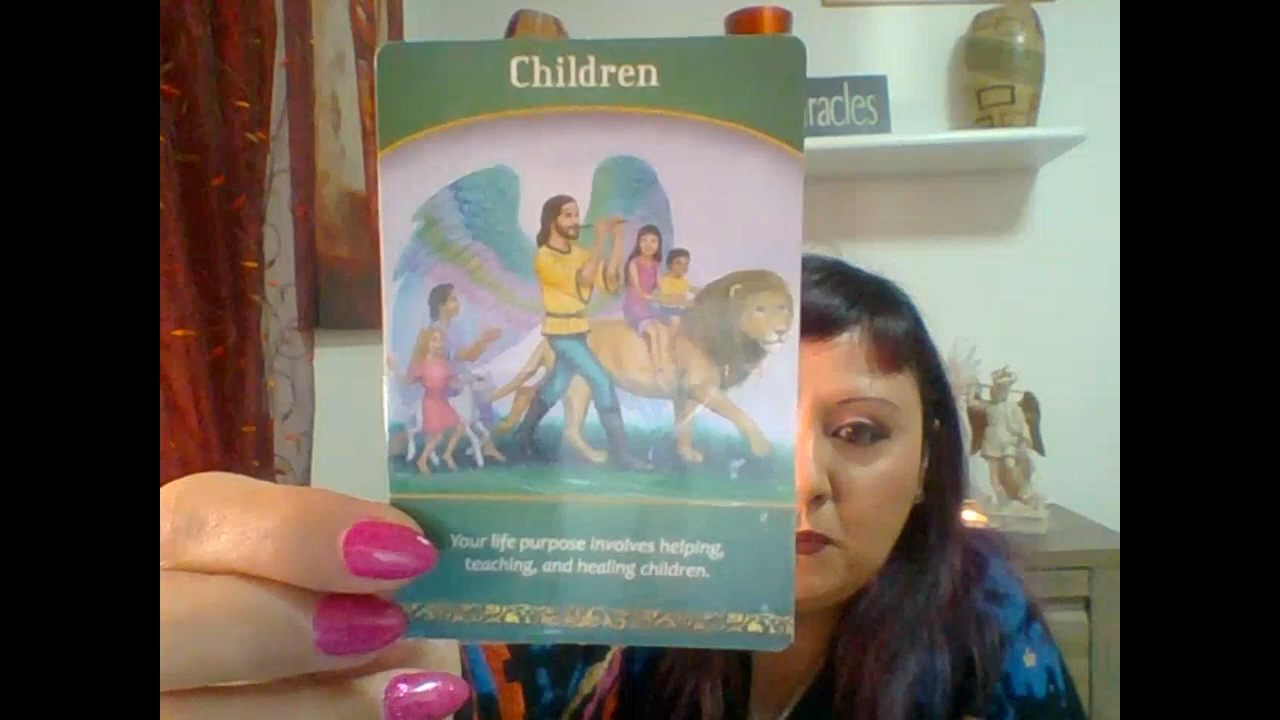 Children
racles
Your life purpose involves helping,
teaching, and healing children.